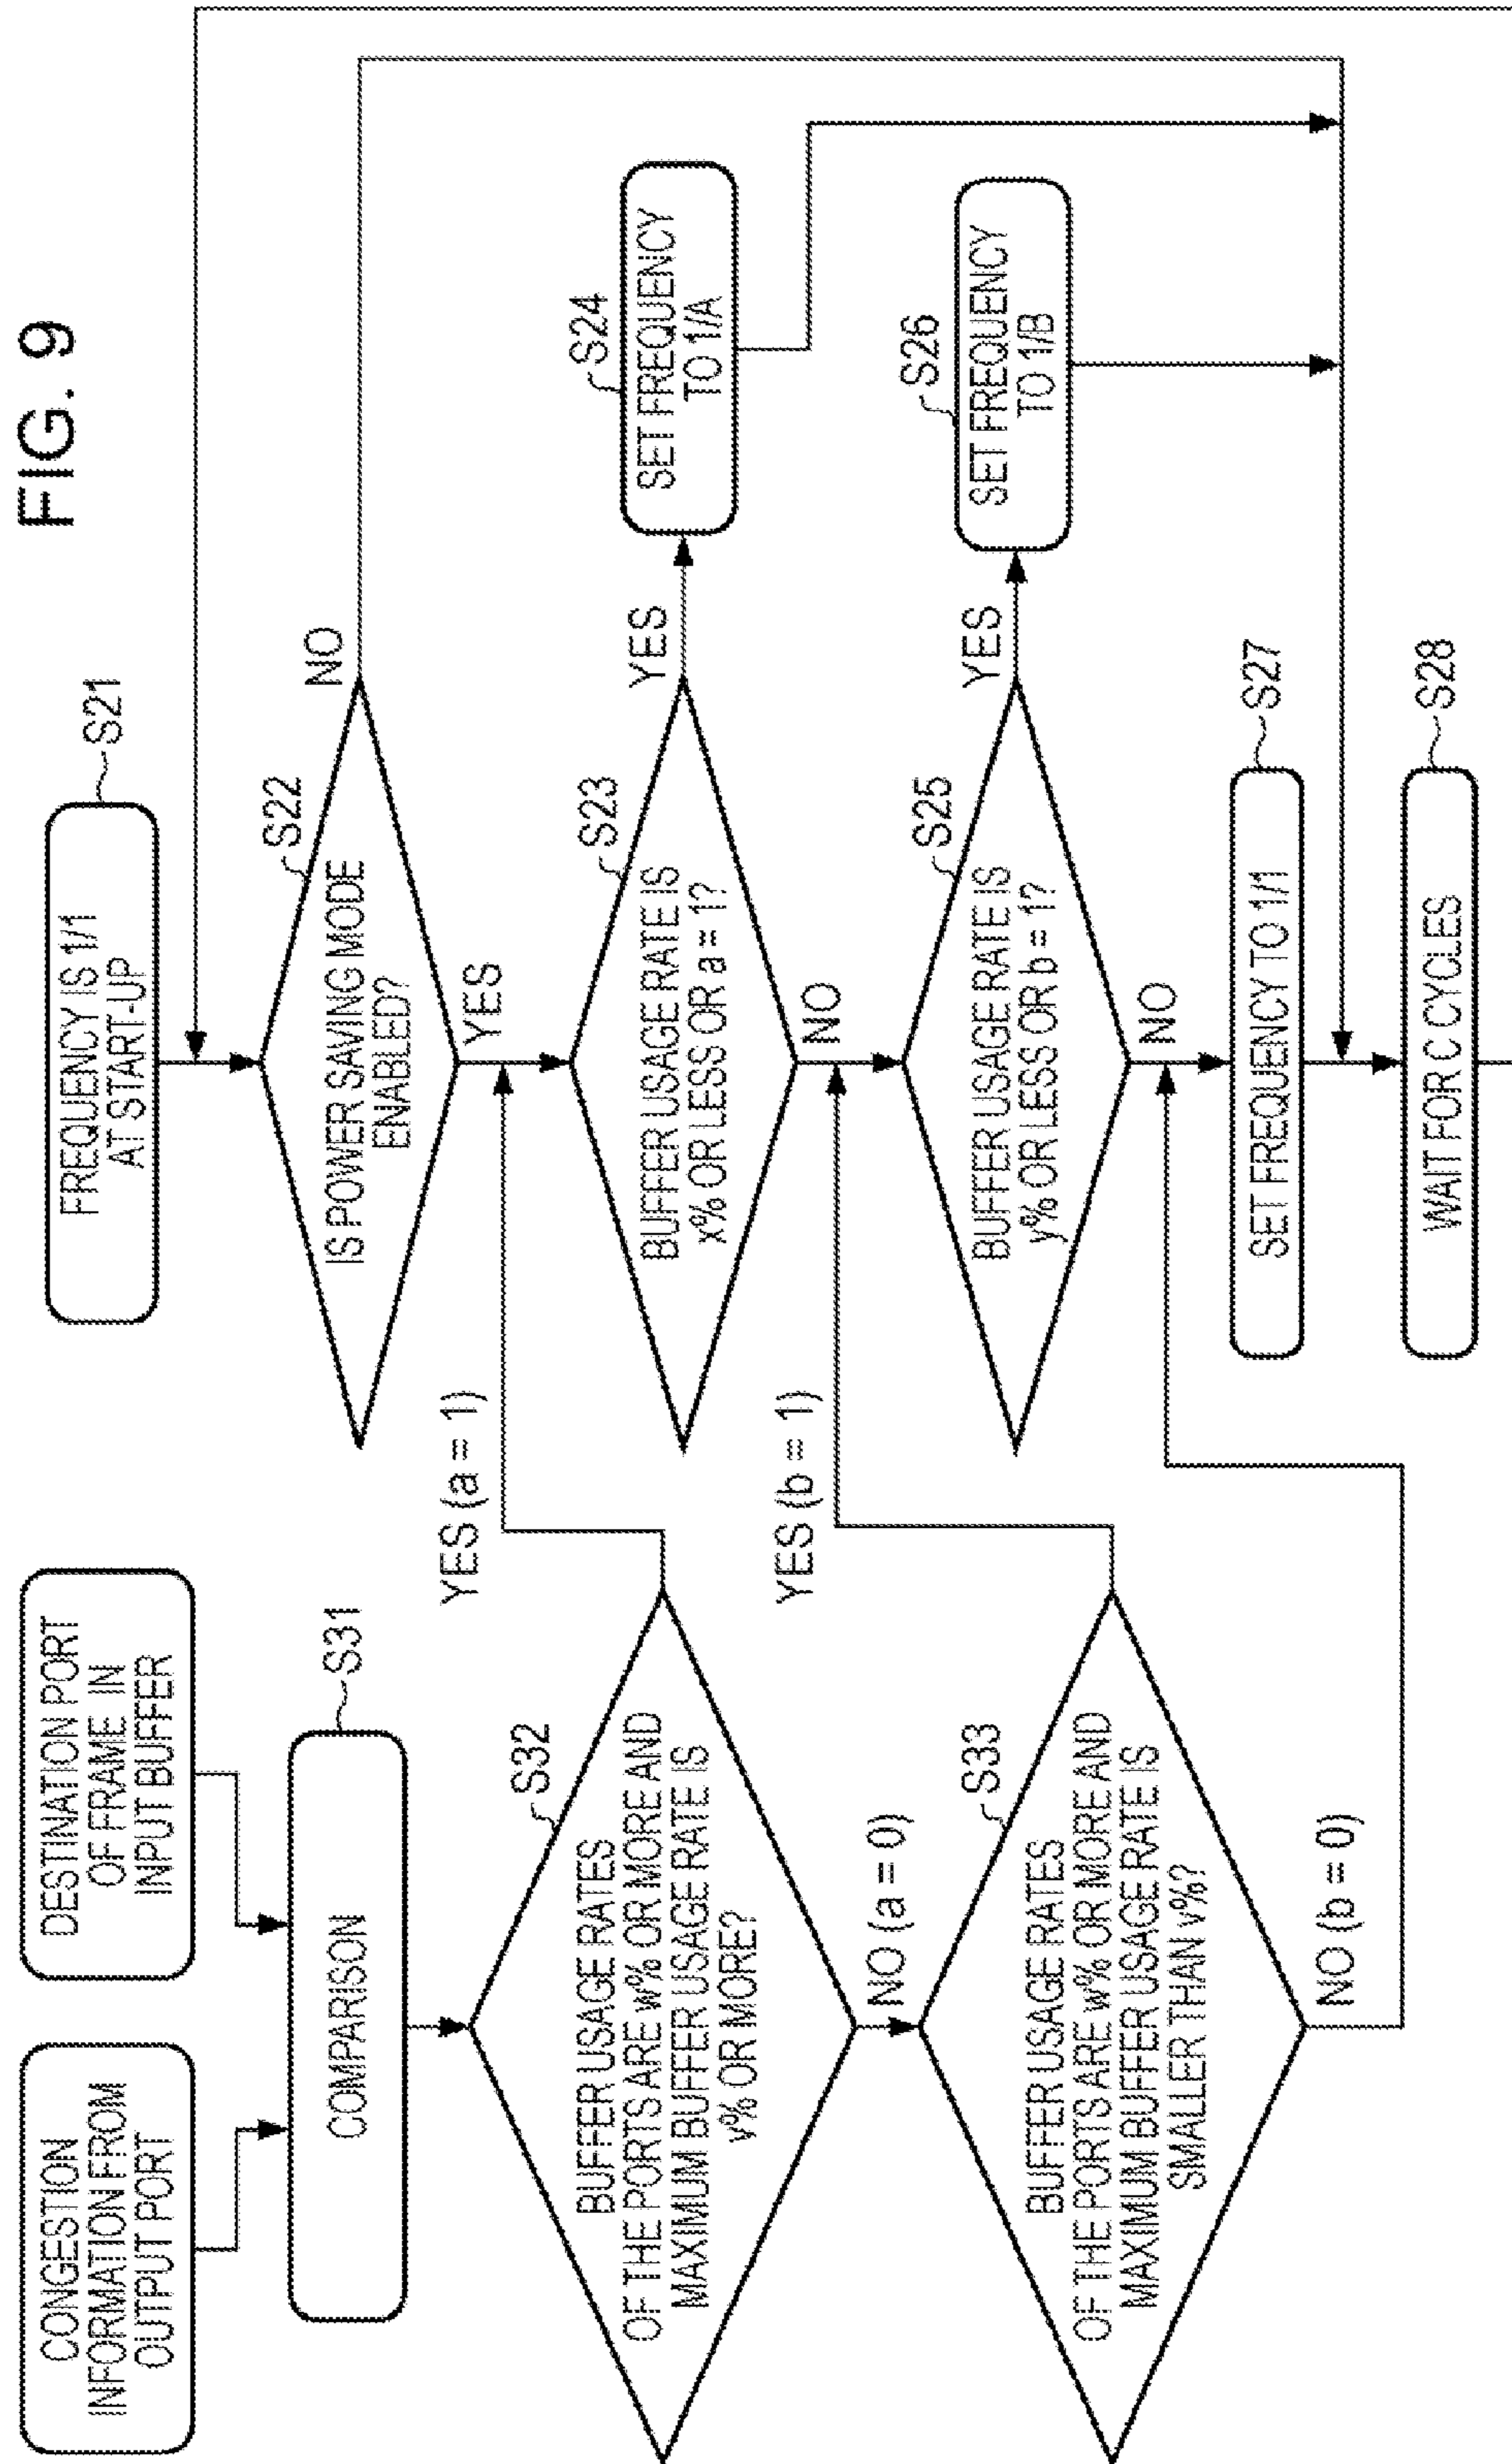 FIG. 9
CONGESTION
INFORMATION FROM
OUTPUT PORT
DESTINATION PORT
OF FRAME IN
INPUT BUFFER
COMPARISON
S31
BUFFER USAGE RATES
OF THE PORTS ARE w% OR MORE AND
MAXIMUM BUFFER USAGE RATE IS
v% OR MORE?
S32
YES (a = 1)
NO (a = 0)
BUFFER USAGE RATES
OF THE PORTS ARE w% OR MORE AND
MAXIMUM BUFFER USAGE RATE IS
SMALLER THAN v%?
S33
YES (b = 1)
NO (b = 0)
FREQUENCY IS 1/1
AT START-UP
S21
IS POWER SAVING MODE
ENABLED?
S22
NO
YES
BUFFER USAGE RATE IS
x% OR LESS OR a = 1?
S23
YES
NO
SET FREQUENCY
TO 1/A
S24
BUFFER USAGE RATE IS
y% OR LESS OR b = 1?
S25
YES
NO
SET FREQUENCY
TO 1/B
S26
SET FREQUENCY TO 1/1
S27
WAIT FOR C CYCLES
S28